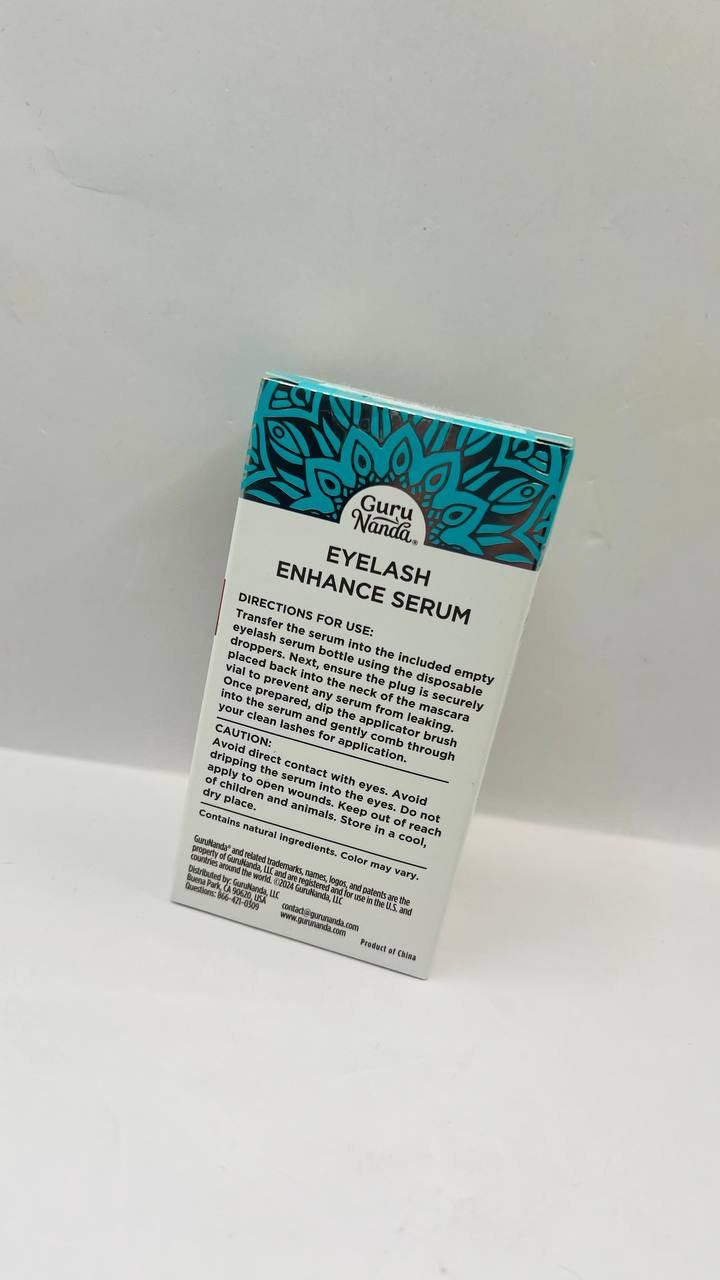 Guru
Nanda®
EYELASH
ENHANCE SERUM
DIRECTIONS FOR USE:
Transfer the serum into the included empty
eyelash serum bottle using the disposable
droppers. Next, ensure the plug is securely
placed back into the neck of the mascara
vial to prevent any serum from leaking.
Once prepared, dip the applicator brush
into the serum and gently comb through
your clean lashes for application.
CAUTION:
Avoid direct contact with eyes. Avoid
dripping the serum into the eyes. Do not
apply to open wounds. Keep out of reach
of children and animals. Store in a cool,
dry place.
Contains natural ingredients. Color may vary.
GuruNanda® and related trademarks, names, logos, and patents are the
property of GuruNanda, LLC and are registered and for use in the U.S. and
countries around the world. ©2024 GuruNanda, LLC
Distributed by: GuruNanda, LLC
Buena Park, CA 90620, USA
Questions: 866-421-0309
contact@gurunanda.com
www.gurunanda.com
Product of China